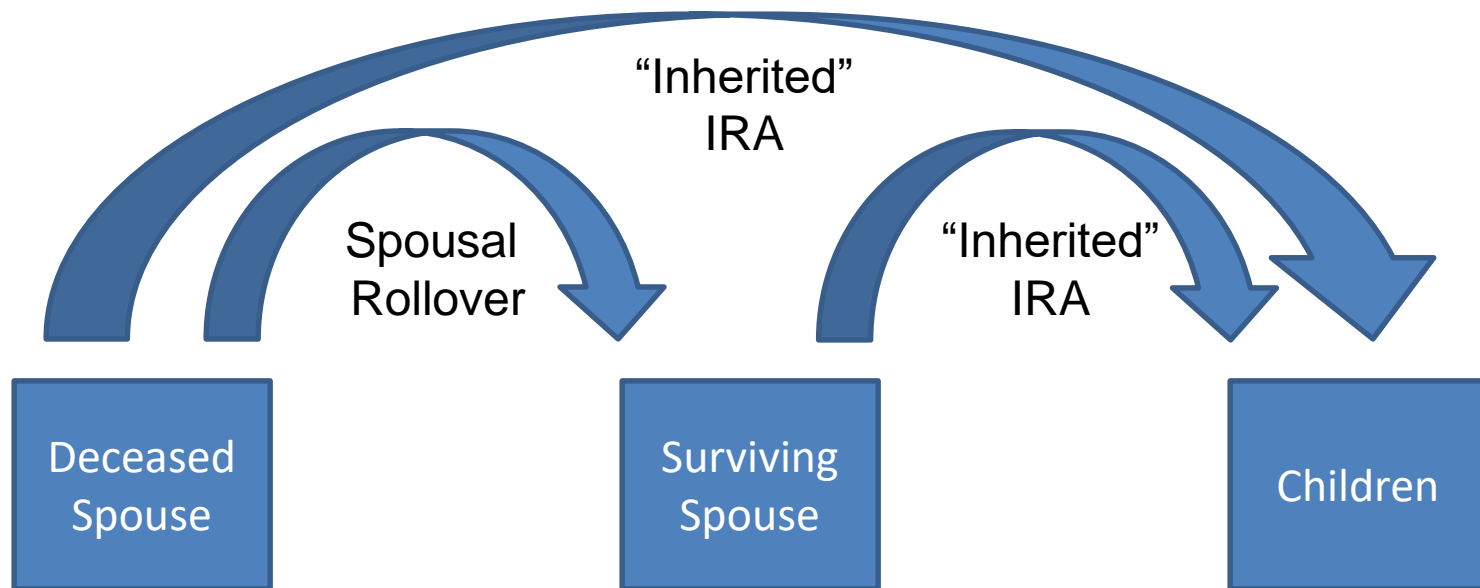 “Inherited”
IRA
Spousal
Rollover
“Inherited”
IRA
Deceased
Spouse
Surviving
Spouse
Children